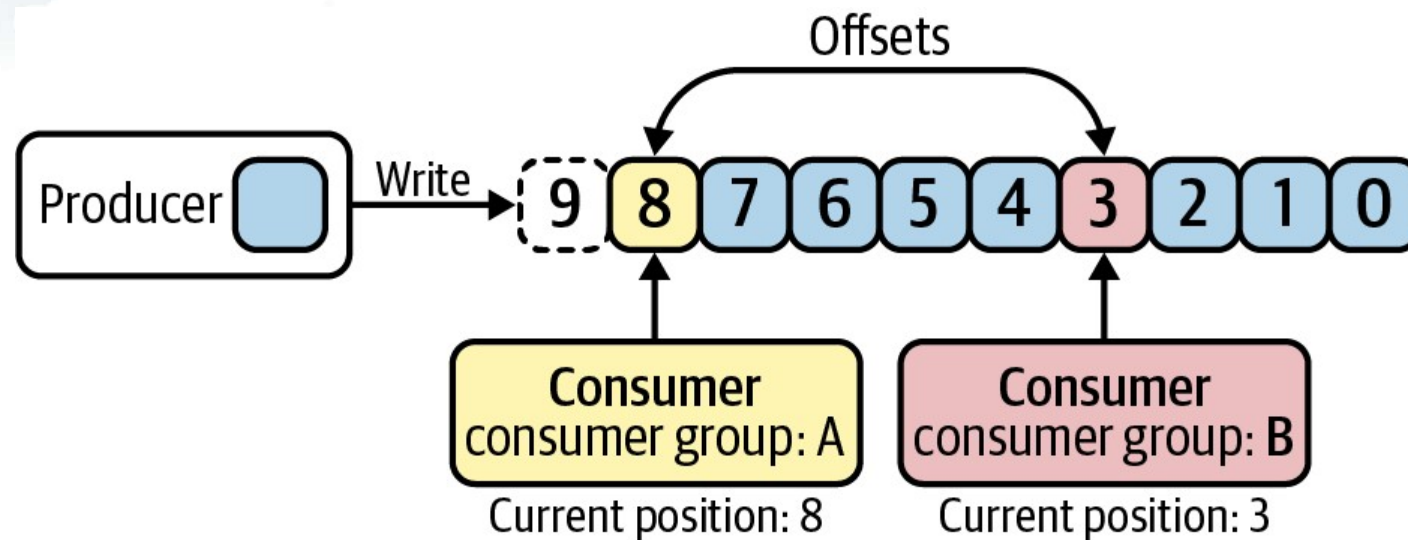 Offsets
Producer
Write
9 8 7 6 5 4 3 2 1 0
Consumer
consumer group: A
Current position: 8
Consumer
consumer group: B
Current position: 3